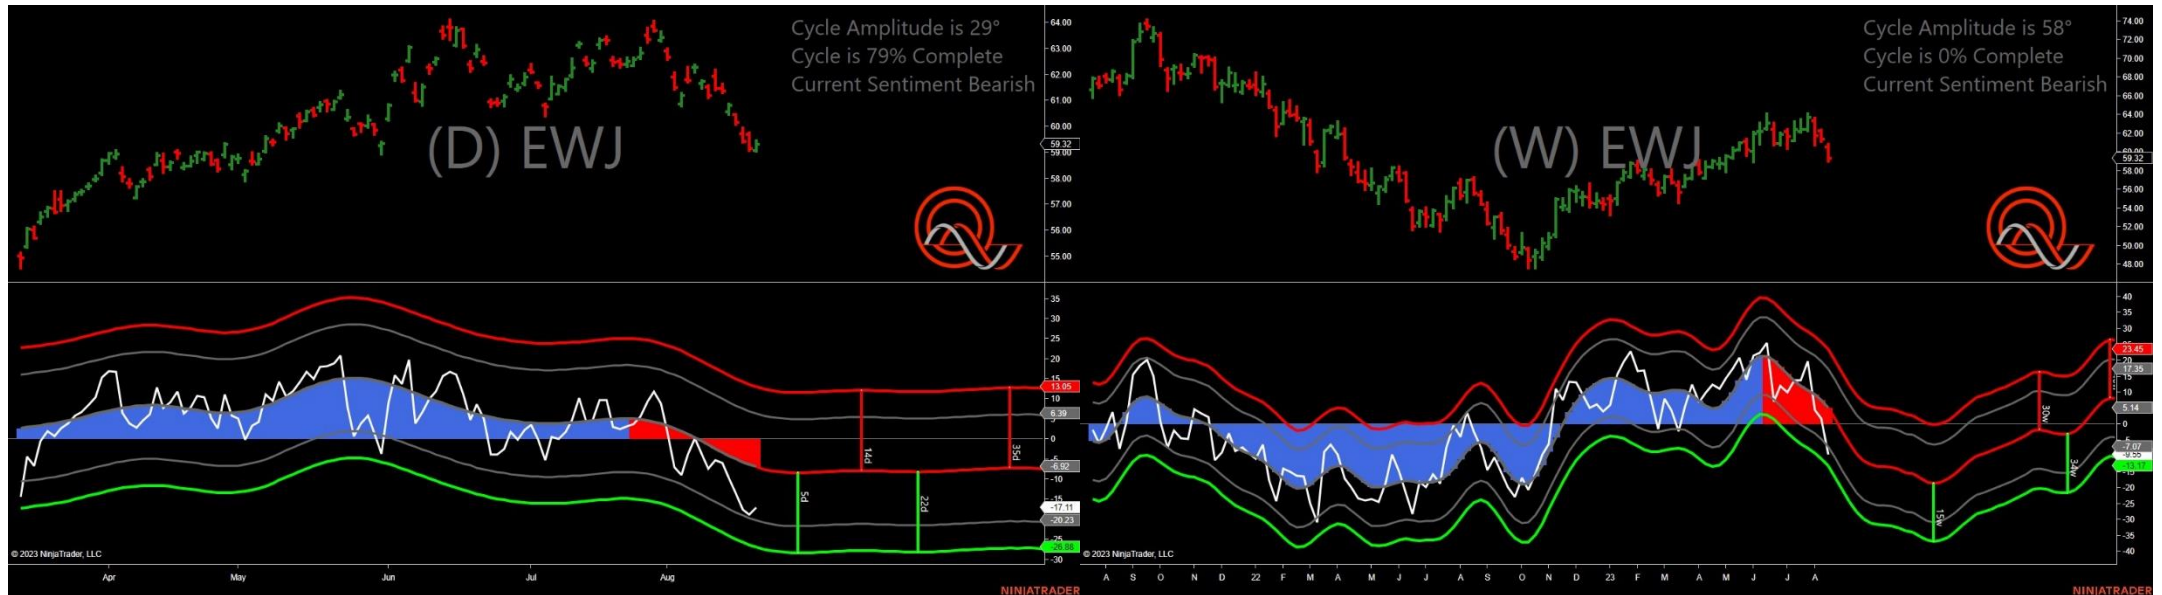 Cycle Amplitude is 29°
Cycle is 79% Complete
Current Sentiment Bearish
(D) EWJ
64.00
63.00
62.00
61.00
60.00
59.32
59.00
58.00
57.00
56.00
55.00
35
30
25
20
15
13.05
10
6.39
0
-5
-6.92
-10
-15
-17.11
-20.23
-26.88
-30
14d
35d
5d
22d
© 2023 NinjaTrader, LLC
Apr May Jun Jul Aug
NINJATRADER
Cycle Amplitude is 58°
Cycle is 0% Complete
Current Sentiment Bearish
(W) EWJ
74.00
72.00
70.00
68.00
66.00
64.00
62.00
60.00
59.32
58.00
56.00
54.00
52.00
50.00
48.00
40
35
30
23.45
20
17.35
10
5.14
0
-7.07
-9.55
-13.17
-20
-25
-30
-35
-40
30w
34w
15w
© 2023 NinjaTrader, LLC
A S O N D 22 F M A M J J A S O N D 23 F M A M J J A
NINJATRADER